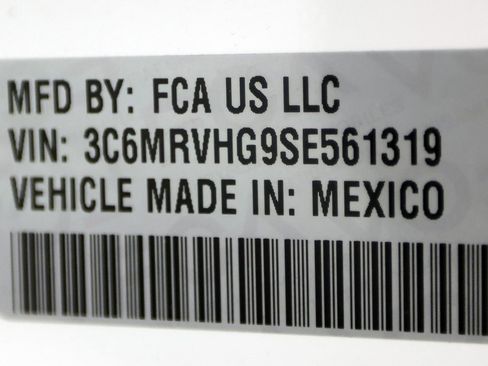 MFD BY: FCA US LLC
VIN: 3C6MRVHG9SE561319
VEHICLE MADE IN: MEXICO